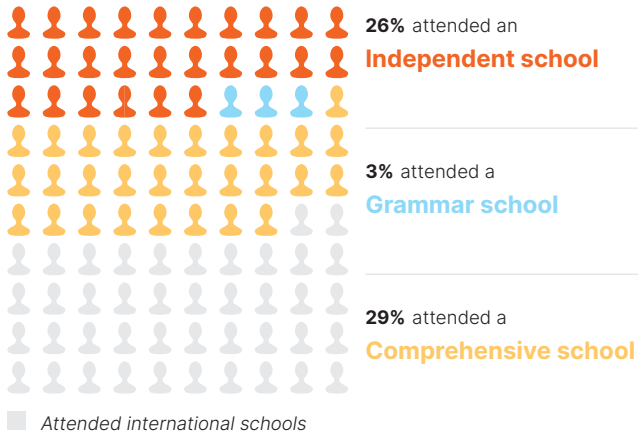 26% attended an
Independent school
3% attended a
Grammar school
29% attended a
Comprehensive school
Attended international schools